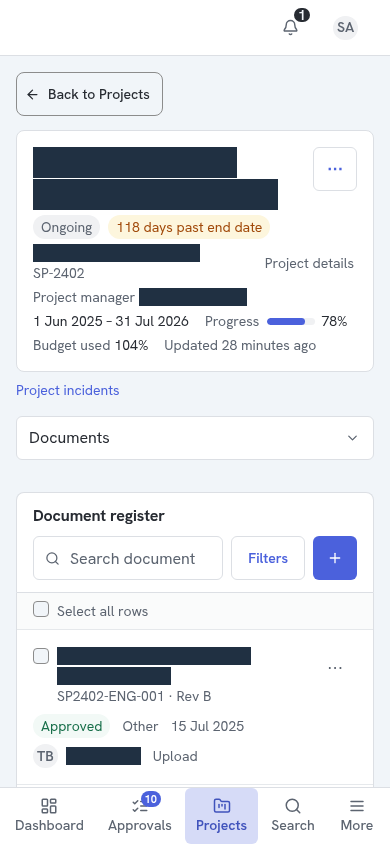 1
SA
Back to Projects
...
Ongoing 118 days past end date
SP-2402
Project details
Project manager
1 Jun 2025 – 31 Jul 2026 Progress 78%
Budget used 104% Updated 28 minutes ago
Project incidents
Documents
Document register
Search document Filters +
Select all rows
...
SP2402-ENG-001 · Rev B
Approved Other 15 Jul 2025
TB Upload
10
Dashboard Approvals Projects Search More